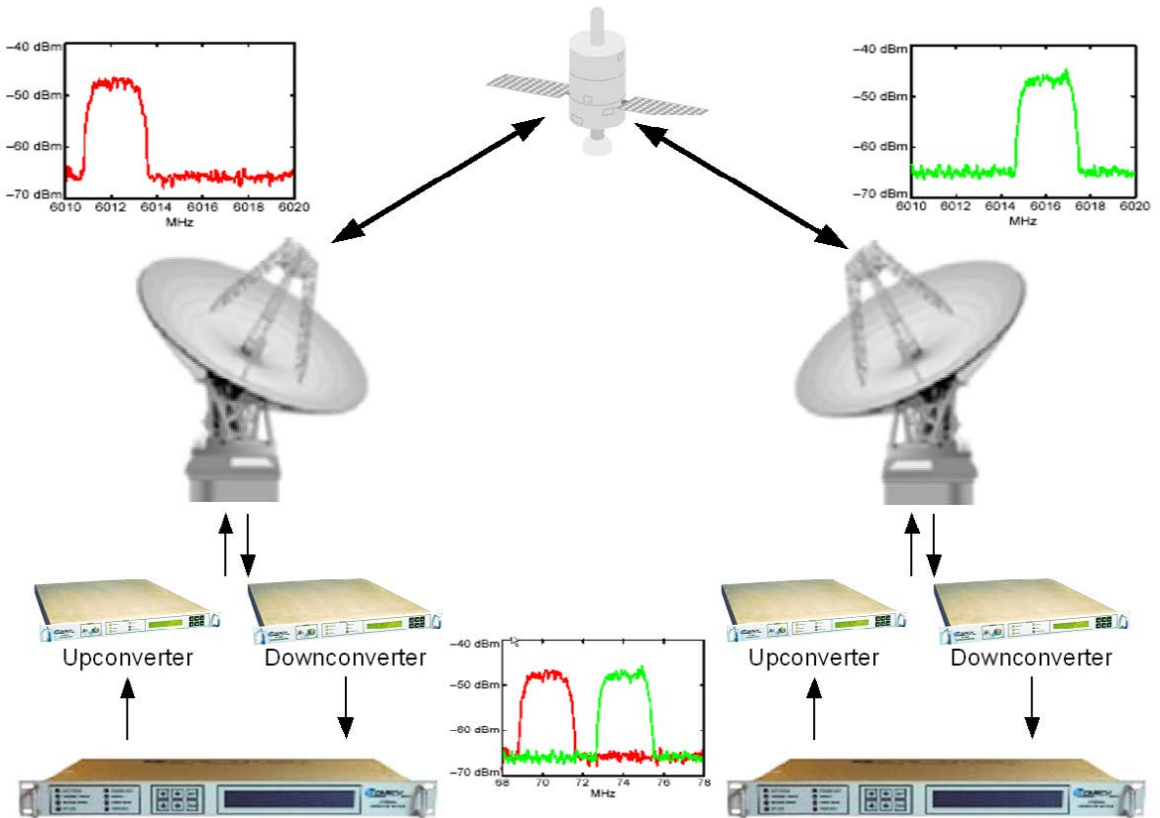 −40 dBm
−50 dBm
−60 dBm
−70 dBm
6010 6012 6014 6016 6018 6020
MHz
−40 dBm
−50 dBm
−60 dBm
−70 dBm
6010 6012 6014 6016 6018 6020
MHz
Upconverter
Downconverter
Upconverter
Downconverter
−40 dBm
−50 dBm
−60 dBm
−70 dBm
68 70 72 74 76 78
MHz